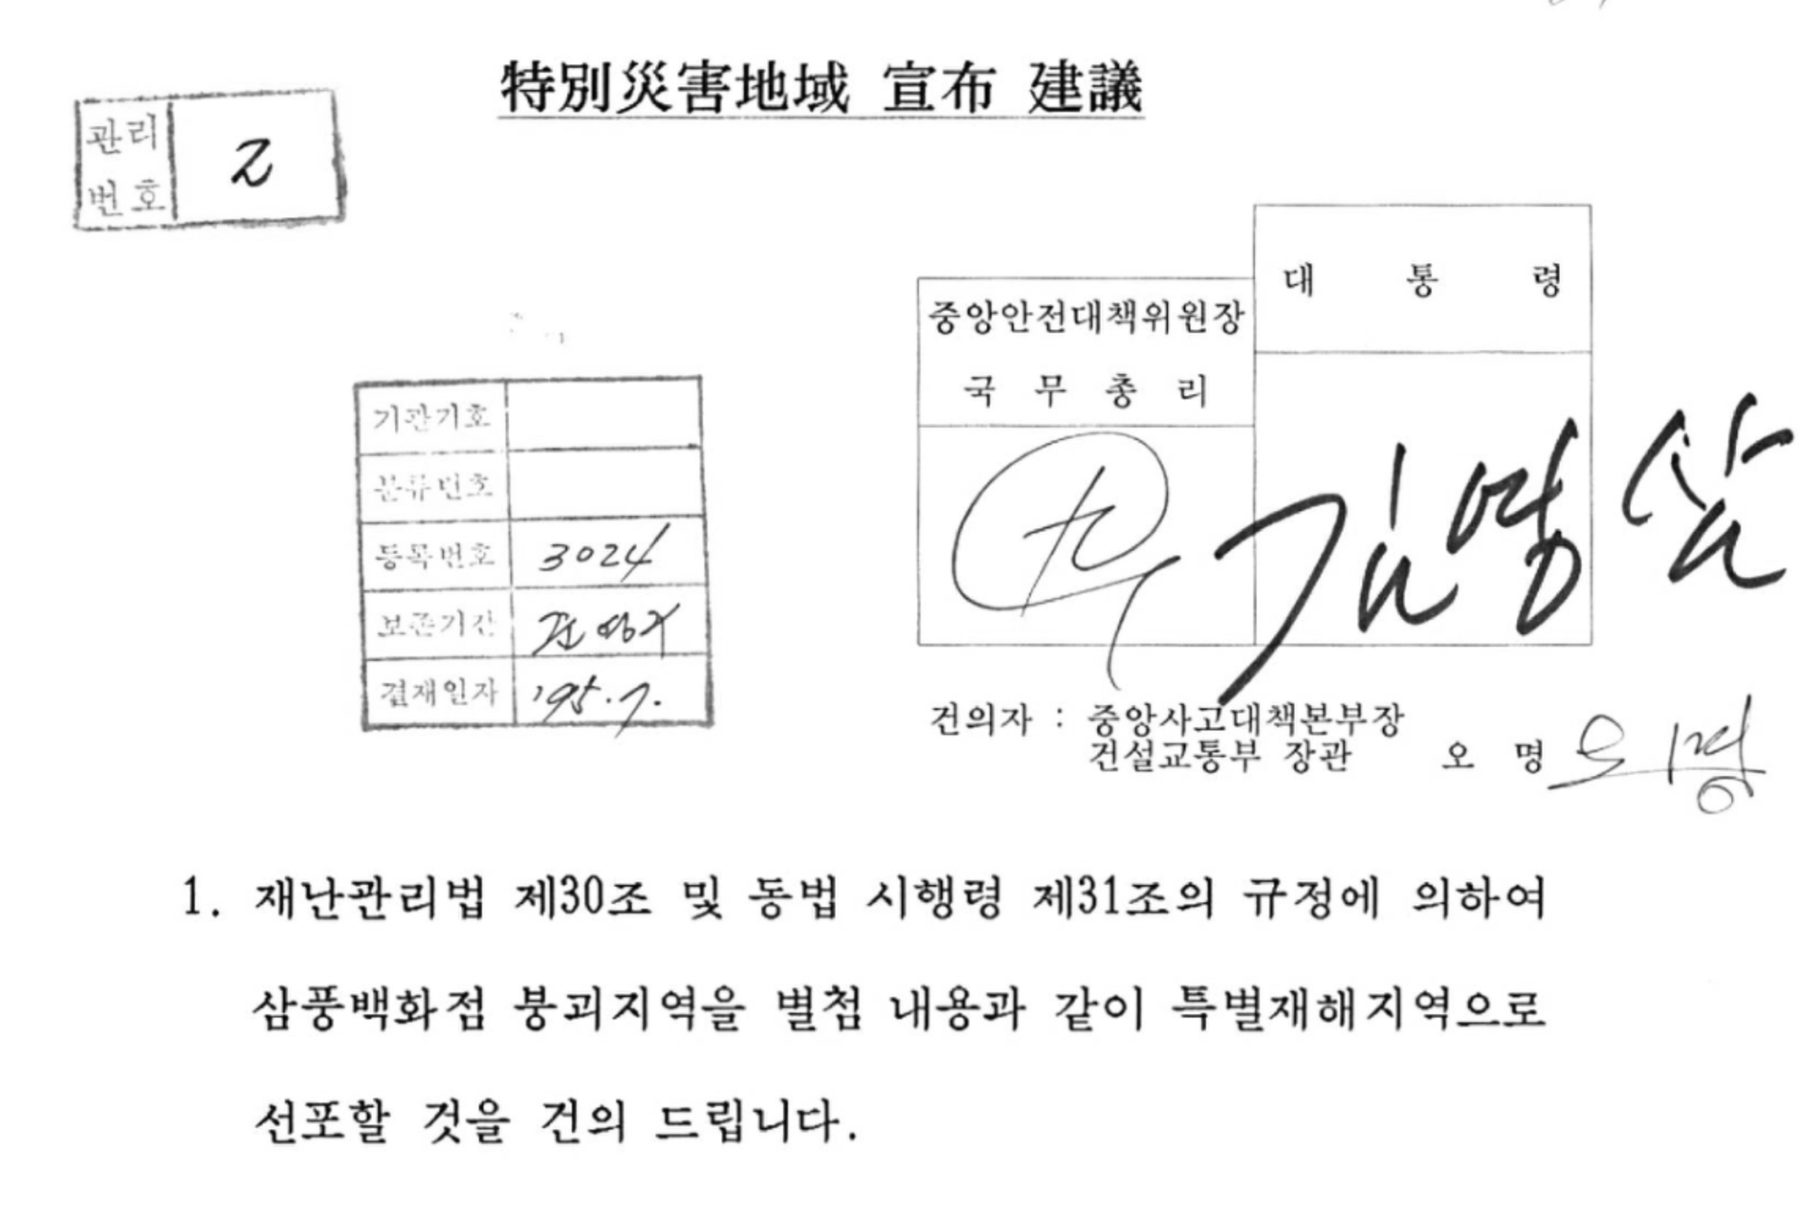 特別災害地域 宣布 建議
관리
번호
2
대 통 령
중앙안전대책위원장
국 무 총 리
김영삼
기관기호
분류번호
등록번호 3024
보존기간
결재일자 '95.7.
건의자 : 중앙사고대책본부장
건설교통부 장관 오 명
1. 재난관리법 제30조 및 동법 시행령 제31조의 규정에 의하여
삼풍백화점 붕괴지역을 별첨 내용과 같이 특별재해지역으로
선포할 것을 건의 드립니다.